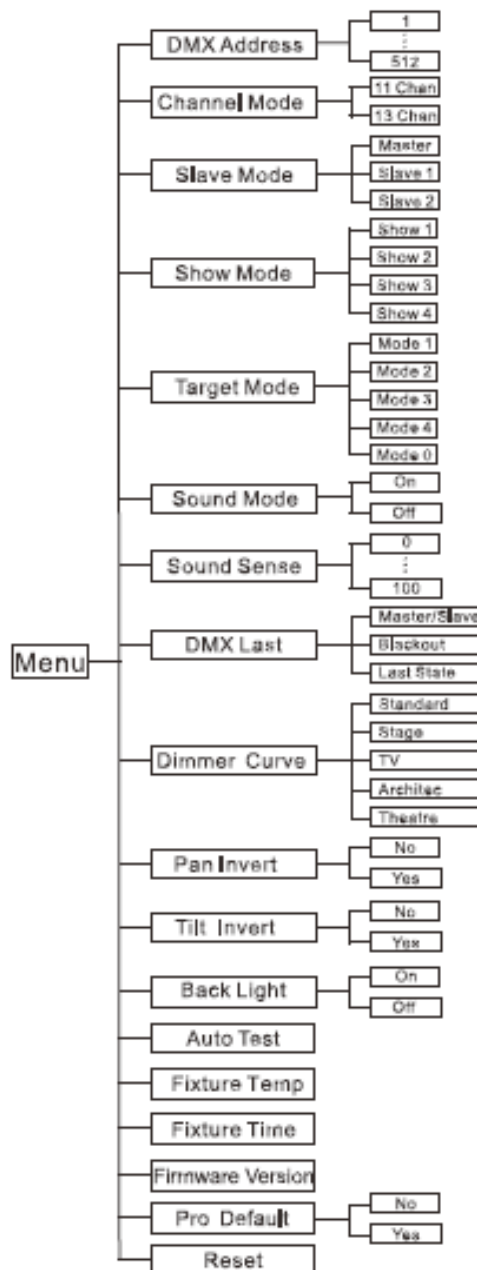 Menu
DMX Address
1
512
Channel Mode
11 Chan
13 Chan
Slave Mode
Master
Slave 1
Slave 2
Show Mode
Show 1
Show 2
Show 3
Show 4
Target Mode
Mode 1
Mode 2
Mode 3
Mode 4
Mode 0
Sound Mode
On
Off
Sound Sense
0
100
DMX Last
Master/Slave
Blackout
Last State
Dimmer Curve
Standard
Stage
TV
Architec
Theatre
Pan Invert
No
Yes
Tilt Invert
No
Yes
Back Light
On
Off
Auto Test
Fixture Temp
Fixture Time
Firmware Version
Pro Default
No
Yes
Reset